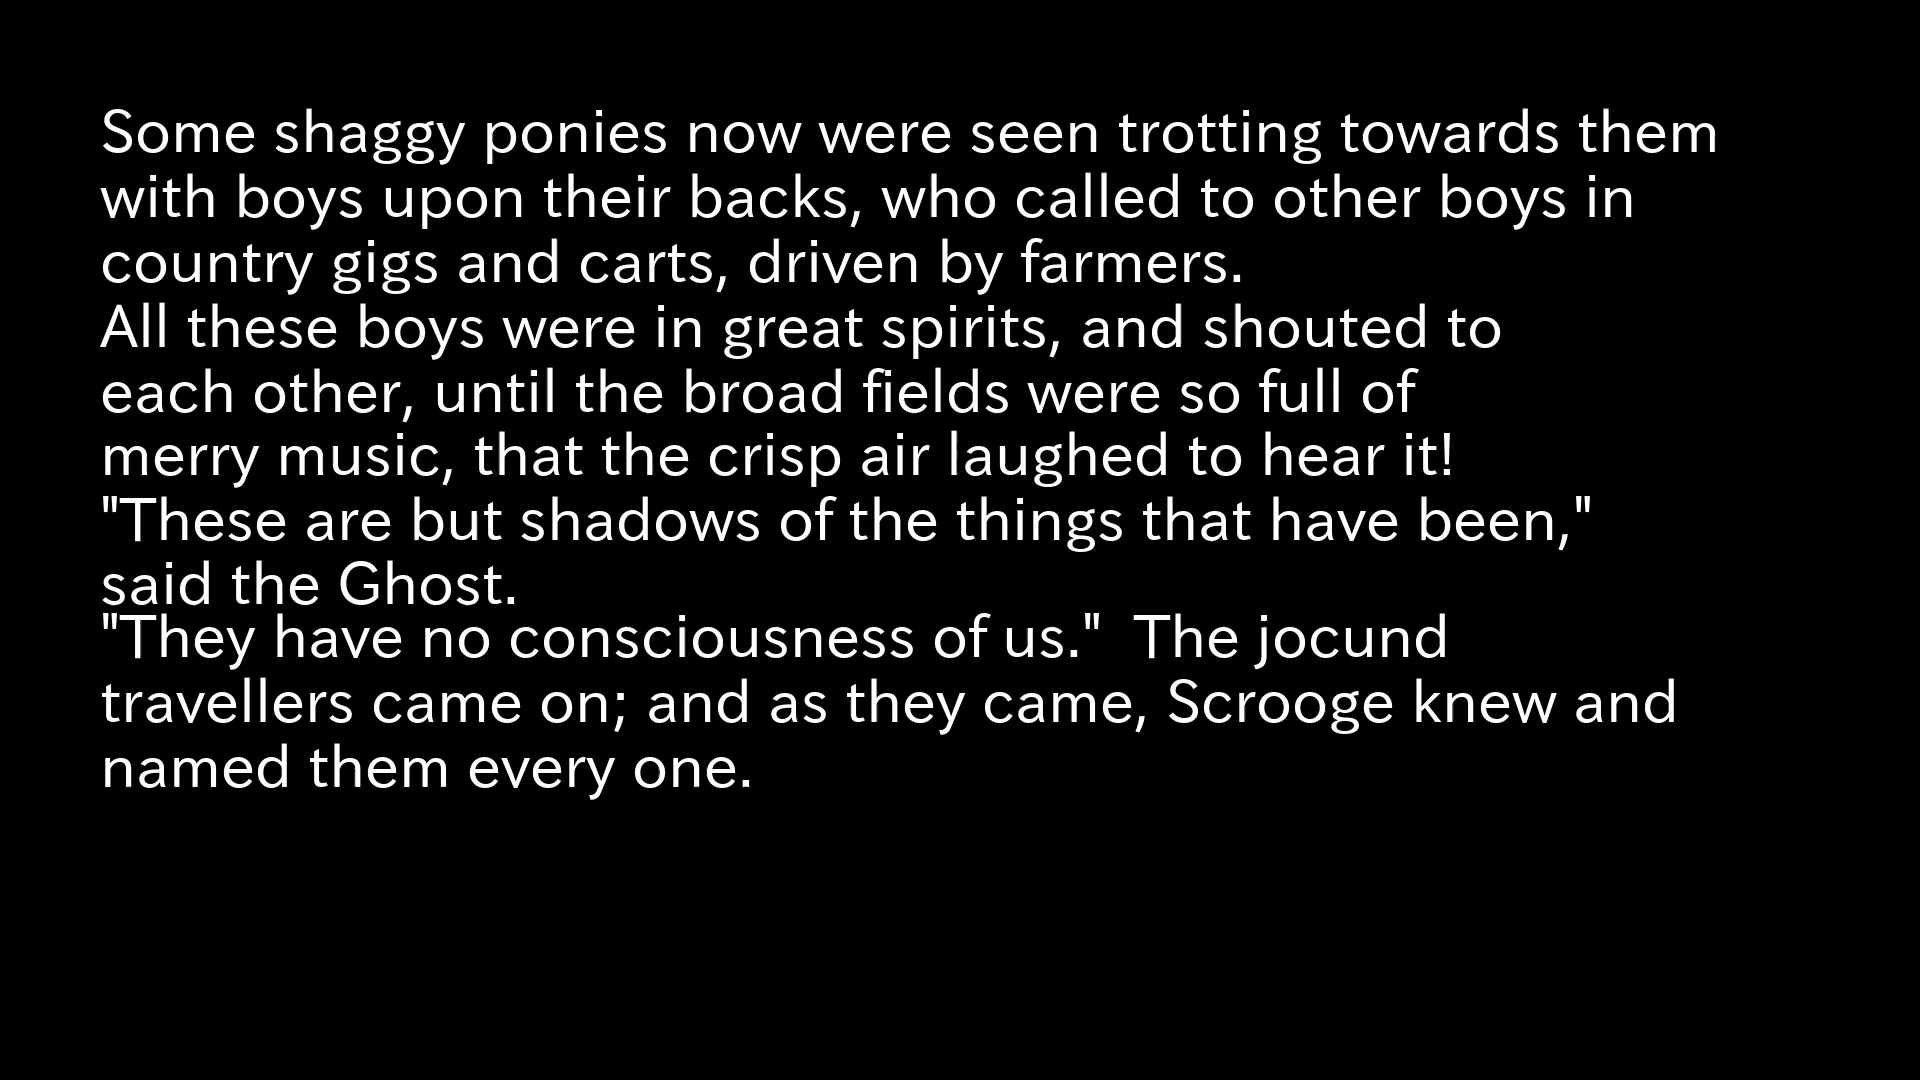 Some shaggy ponies now were seen trotting towards them
with boys upon their backs, who called to other boys in
country gigs and carts, driven by farmers.
All these boys were in great spirits, and shouted to
each other, until the broad fields were so full of
merry music, that the crisp air laughed to hear it!
"These are but shadows of the things that have been,"
said the Ghost.
"They have no consciousness of us."  The jocund
travellers came on; and as they came, Scrooge knew and
named them every one.